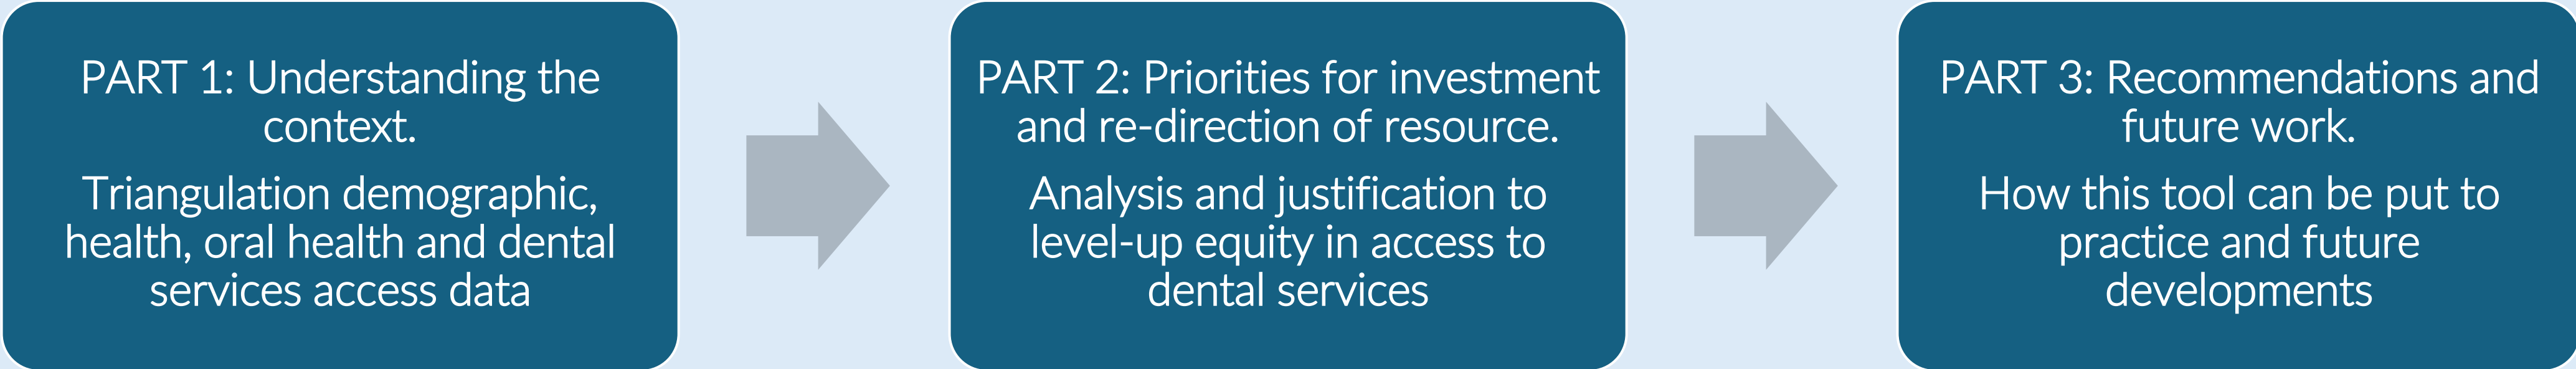 PART 1: Understanding the
context.
Triangulation demographic,
health, oral health and dental
services access data
PART 2: Priorities for investment
and re-direction of resource.
Analysis and justification to
level-up equity in access to
dental services
PART 3: Recommendations and
future work.
How this tool can be put to
practice and future
developments